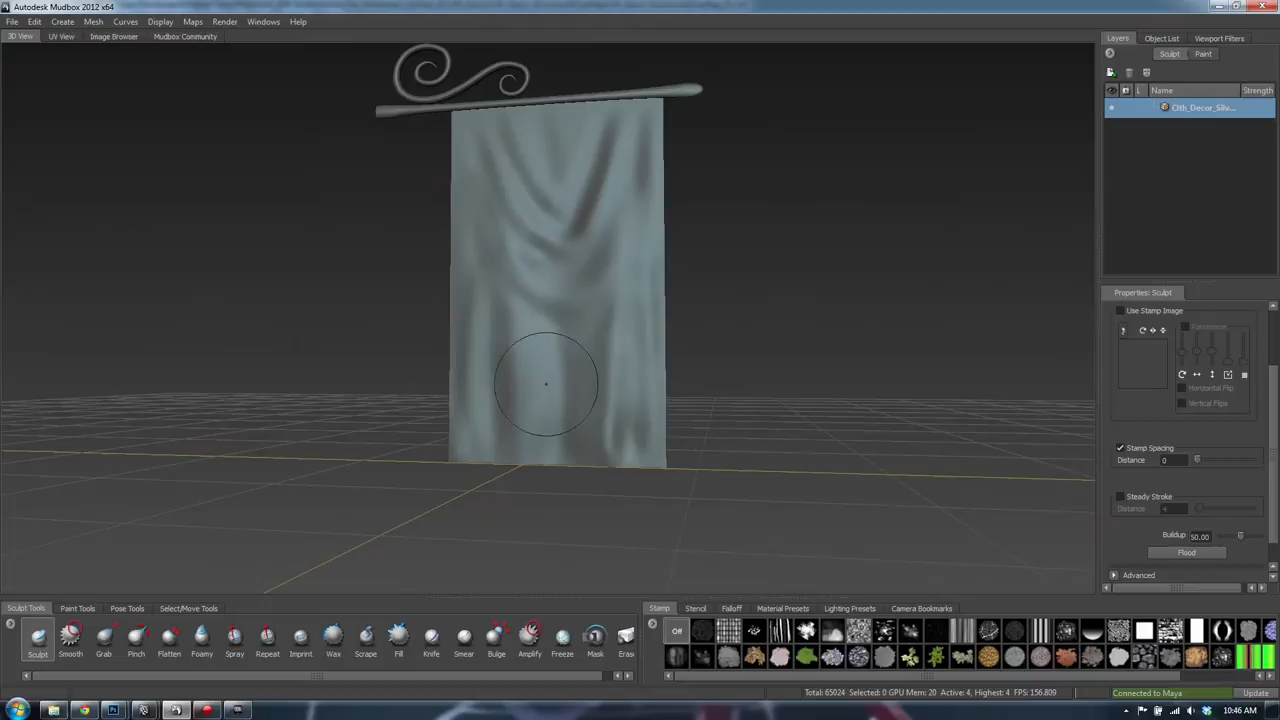 Autodesk Mudbox 2012 x64
File Edit Create Mesh Curves Display Maps Render Windows Help
3D View UV View Image Browser Mudbox Community
Layers Object List Viewport Filters
Sculpt Paint
L Name Strength
Clth_Decor_Silv...
Properties: Sculpt
Use Stamp Image
Randomize
Horizontal Flip
Vertical Flips
Stamp Spacing
Distance 0
Steady Stroke
Distance 4
Buildup 50.00
Flood
Advanced
Sculpt Tools Paint Tools Pose Tools Select/Move Tools
Stamp Stencil Falloff Material Presets Lighting Presets Camera Bookmarks
Off
Sculpt Smooth Grab Pinch Flatten Foamy Spray Repeat Imprint Wax Scrape Fill Knife Smear Bulge Amplify Freeze Mask Eras
Total: 65024 Selected: 0 GPU Mem: 20 Active: 4, Highest: 4 FPS: 156.809
Connected to Maya
Update
10:46 AM